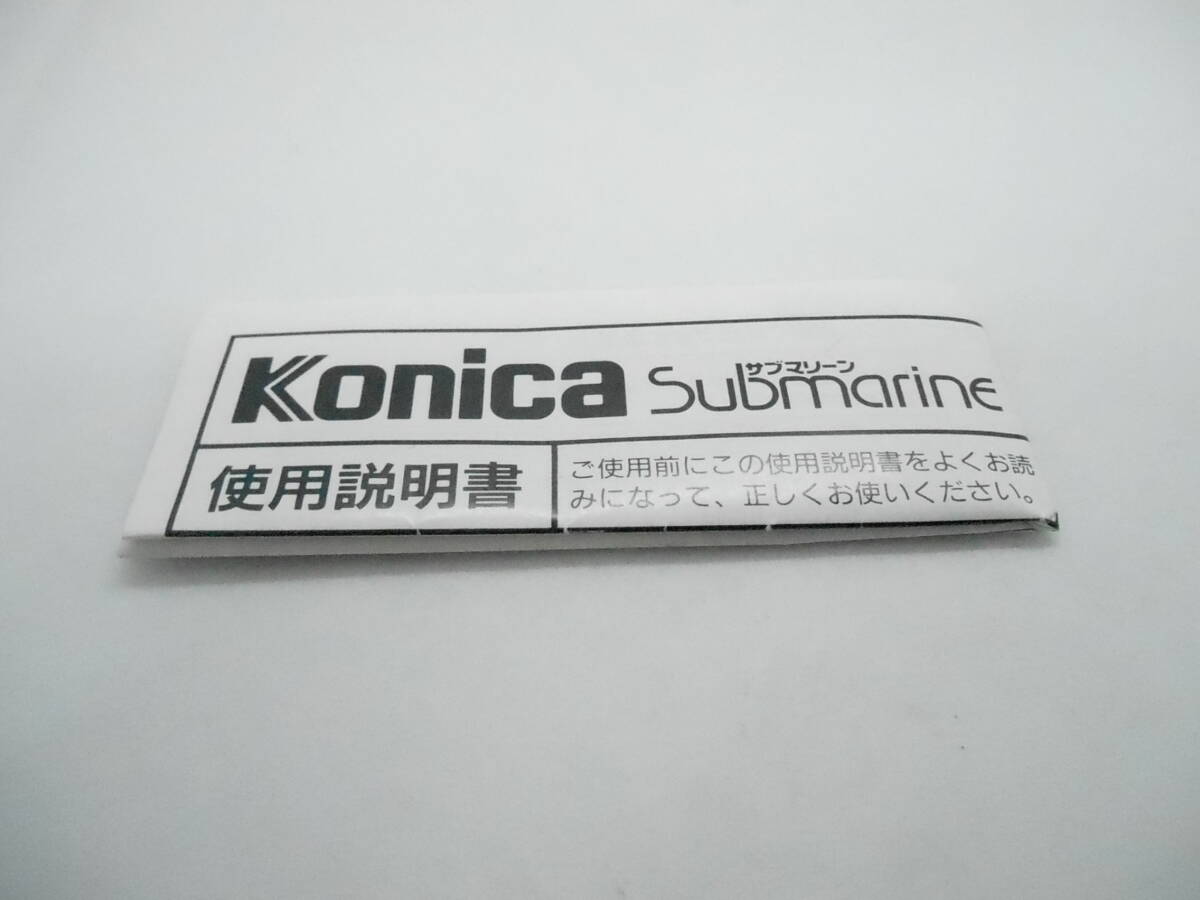 Konica Submarine
サブマリーン
使用説明書
ご使用前にこの使用説明書をよくお読
みになって、正しくお使いください。